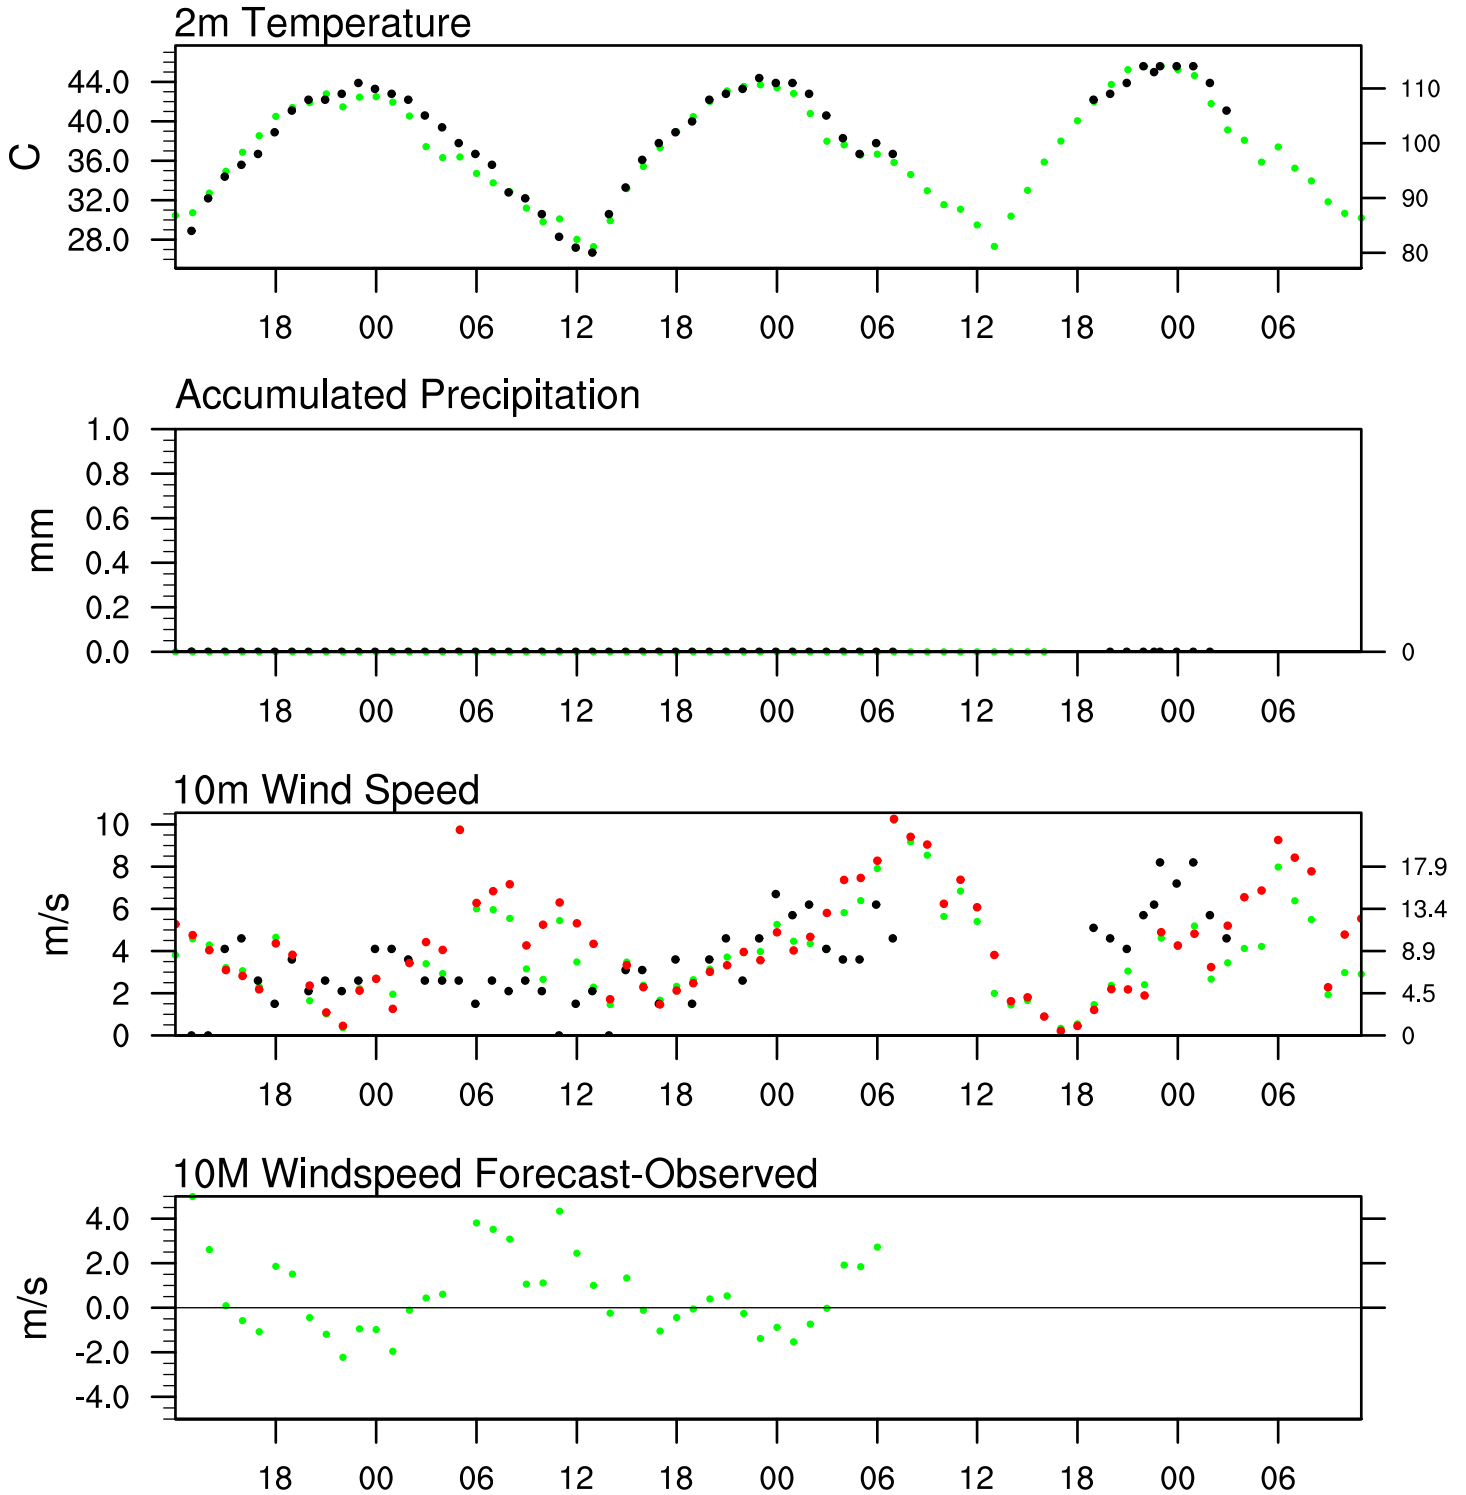 2m Temperature
44.0
40.0
36.0
32.0
28.0
C
110
100
90
80
18 00 06 12 18 00 06 12 18 00 06
Accumulated Precipitation
1.0
0.8
0.6
0.4
0.2
0.0
mm
0
18 00 06 12 18 00 06 12 18 00 06
10m Wind Speed
10
8
6
4
2
0
m/s
17.9
13.4
8.9
4.5
0
18 00 06 12 18 00 06 12 18 00 06
10M Windspeed Forecast-Observed
4.0
2.0
0.0
-2.0
-4.0
m/s
18 00 06 12 18 00 06 12 18 00 06